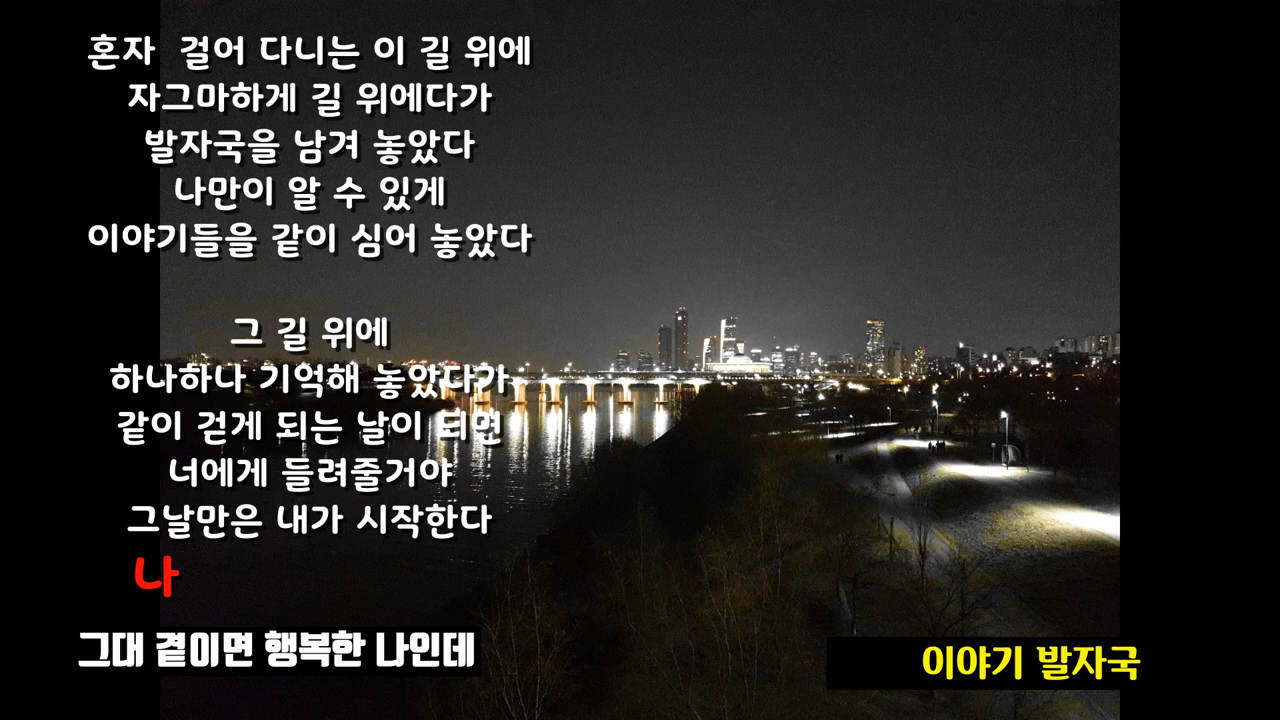 혼자 걸어 다니는 이 길 위에
자그마하게 길 위에다가
발자국을 남겨 놓았다
나만이 알 수 있게
이야기들을 같이 심어 놓았다
그 길 위에
하나하나 기억해 놓았다가
같이 걷게 되는 날이 되면
너에게 들려줄거야
그날만은 내가 시작한다
나
그대 곁이면 행복한 나인데
이야기 발자국